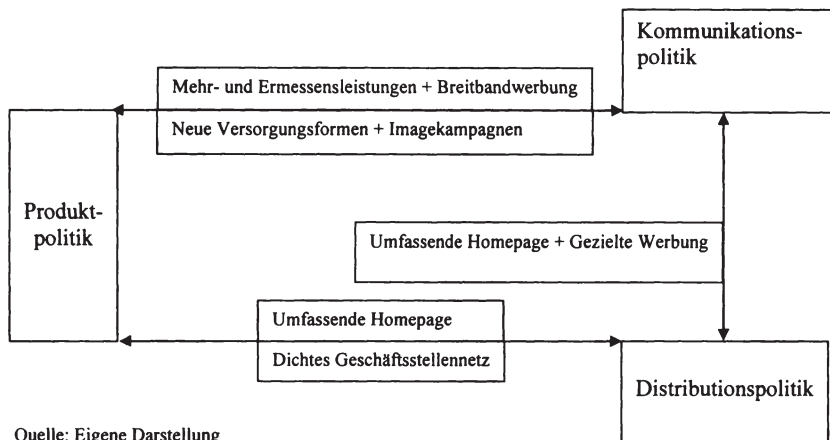 Kommunikations-
politik
Mehr- und Ermessensleistungen + Breitbandwerbung
Neue Versorgungsformen + Imagekampagnen
Produkt-
politik
Umfassende Homepage + Gezielte Werbung
Umfassende Homepage
Dichtes Geschäftsstellennetz
Distributionspolitik
Quelle: Eigene Darstellung